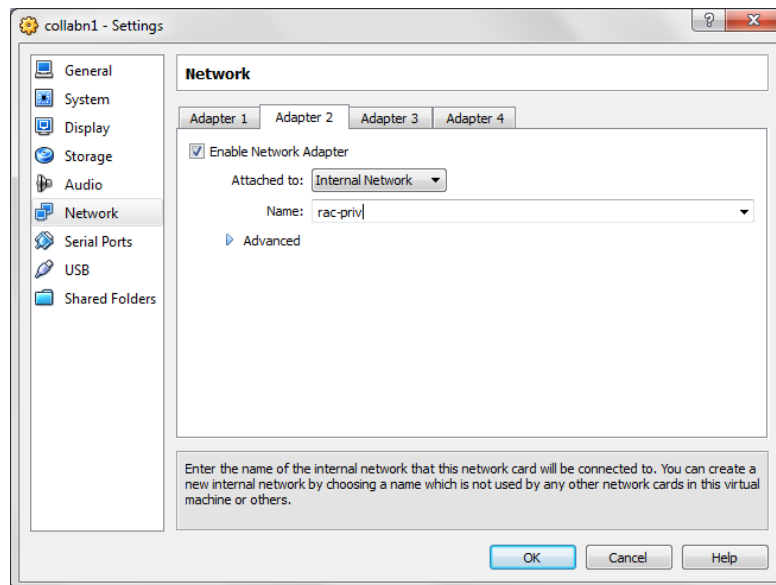 collabn1 - Settings
General
System
Display
Storage
Audio
Network
Serial Ports
USB
Shared Folders
Network
Adapter 1 Adapter 2 Adapter 3 Adapter 4
Enable Network Adapter
Attached to: Internal Network
Name: rac-priv
Advanced
Enter the name of the internal network that this network card will be connected to. You can create a
new internal network by choosing a name which is not used by any other network cards in this virtual
machine or others.
OK Cancel Help